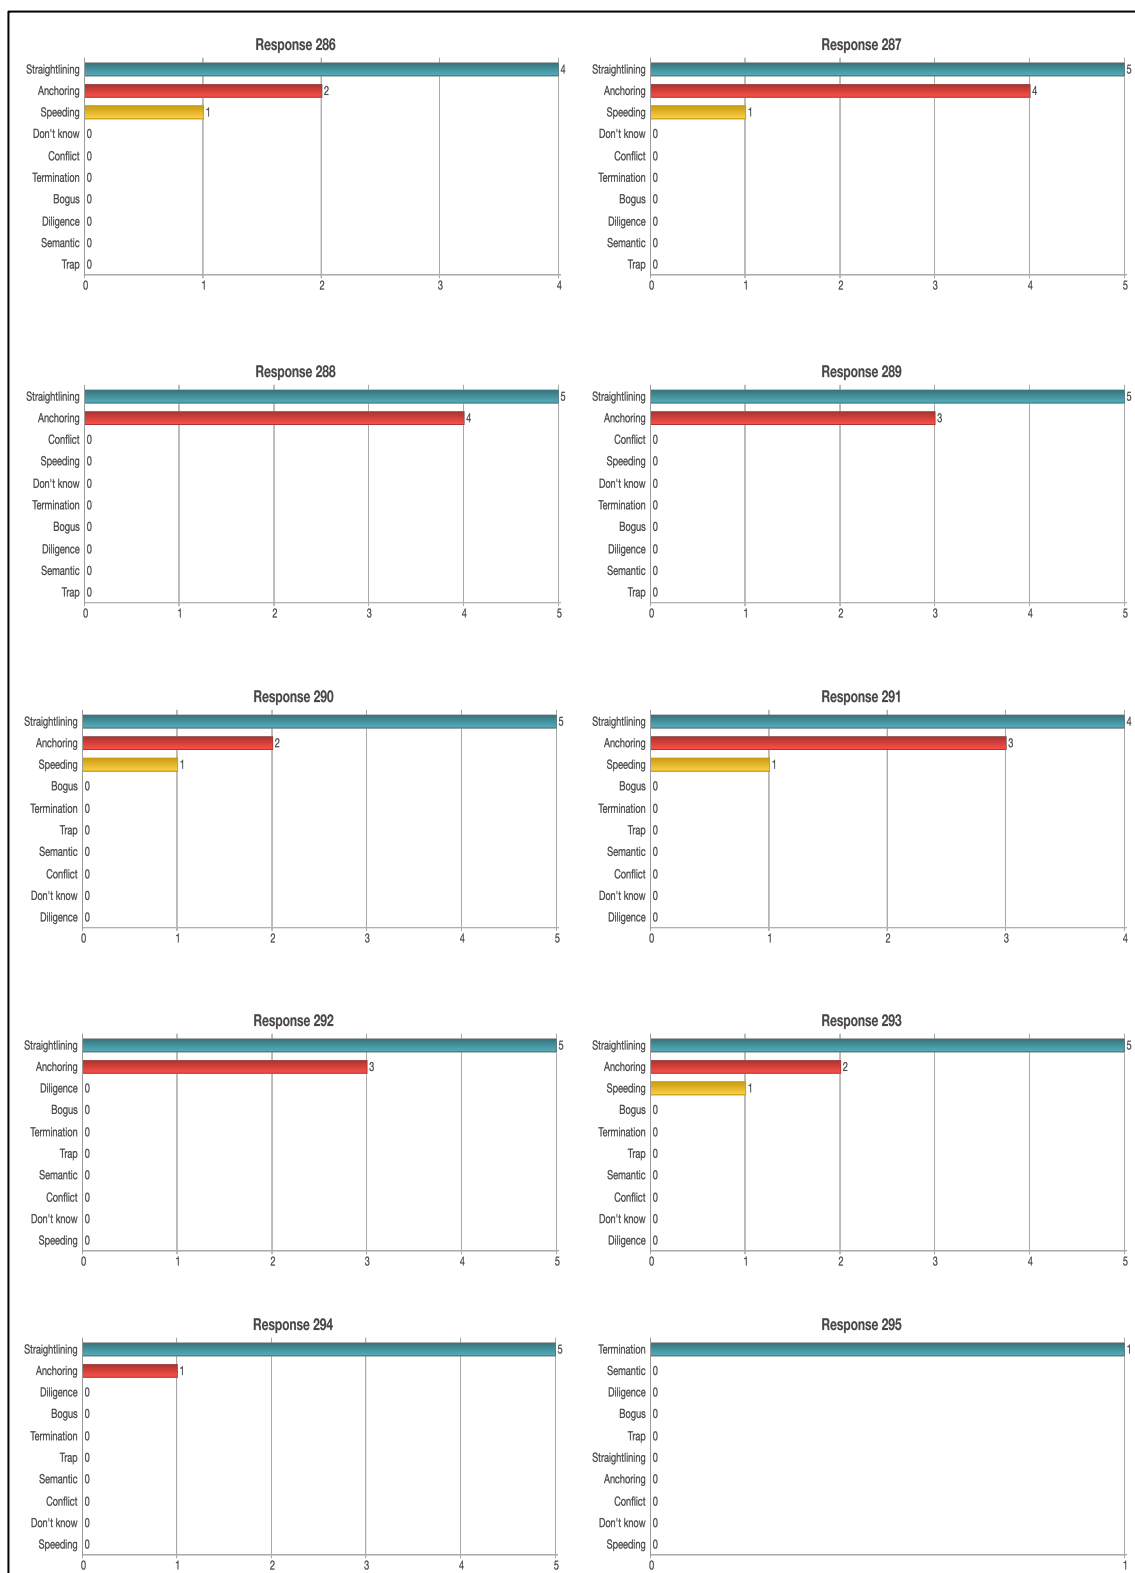 Response 286
Straightlining 4
Anchoring 2
Speeding 1
Don't know 0
Conflict 0
Termination 0
Bogus 0
Diligence 0
Semantic 0
Trap 0
0 1 2 3 4
Response 287
Straightlining 5
Anchoring 4
Speeding 1
Don't know 0
Conflict 0
Termination 0
Bogus 0
Diligence 0
Semantic 0
Trap 0
0 1 2 3 4 5
Response 288
Straightlining 5
Anchoring 4
Conflict 0
Speeding 0
Don't know 0
Termination 0
Bogus 0
Diligence 0
Semantic 0
Trap 0
0 1 2 3 4 5
Response 289
Straightlining 5
Anchoring 3
Conflict 0
Speeding 0
Don't know 0
Termination 0
Bogus 0
Diligence 0
Semantic 0
Trap 0
0 1 2 3 4 5
Response 290
Straightlining 5
Anchoring 2
Speeding 1
Bogus 0
Termination 0
Trap 0
Semantic 0
Conflict 0
Don't know 0
Diligence 0
0 1 2 3 4 5
Response 291
Straightlining 4
Anchoring 3
Speeding 1
Bogus 0
Termination 0
Trap 0
Semantic 0
Conflict 0
Don't know 0
Diligence 0
0 1 2 3 4
Response 292
Straightlining 5
Anchoring 3
Diligence 0
Bogus 0
Termination 0
Trap 0
Semantic 0
Conflict 0
Don't know 0
Speeding 0
0 1 2 3 4 5
Response 293
Straightlining 5
Anchoring 2
Speeding 1
Bogus 0
Termination 0
Trap 0
Semantic 0
Conflict 0
Don't know 0
Diligence 0
0 1 2 3 4 5
Response 294
Straightlining 5
Anchoring 1
Diligence 0
Bogus 0
Termination 0
Trap 0
Semantic 0
Conflict 0
Don't know 0
Speeding 0
0 1 2 3 4 5
Response 295
Termination 1
Semantic 0
Diligence 0
Bogus 0
Trap 0
Straightlining 0
Anchoring 0
Conflict 0
Don't know 0
Speeding 0
0 1